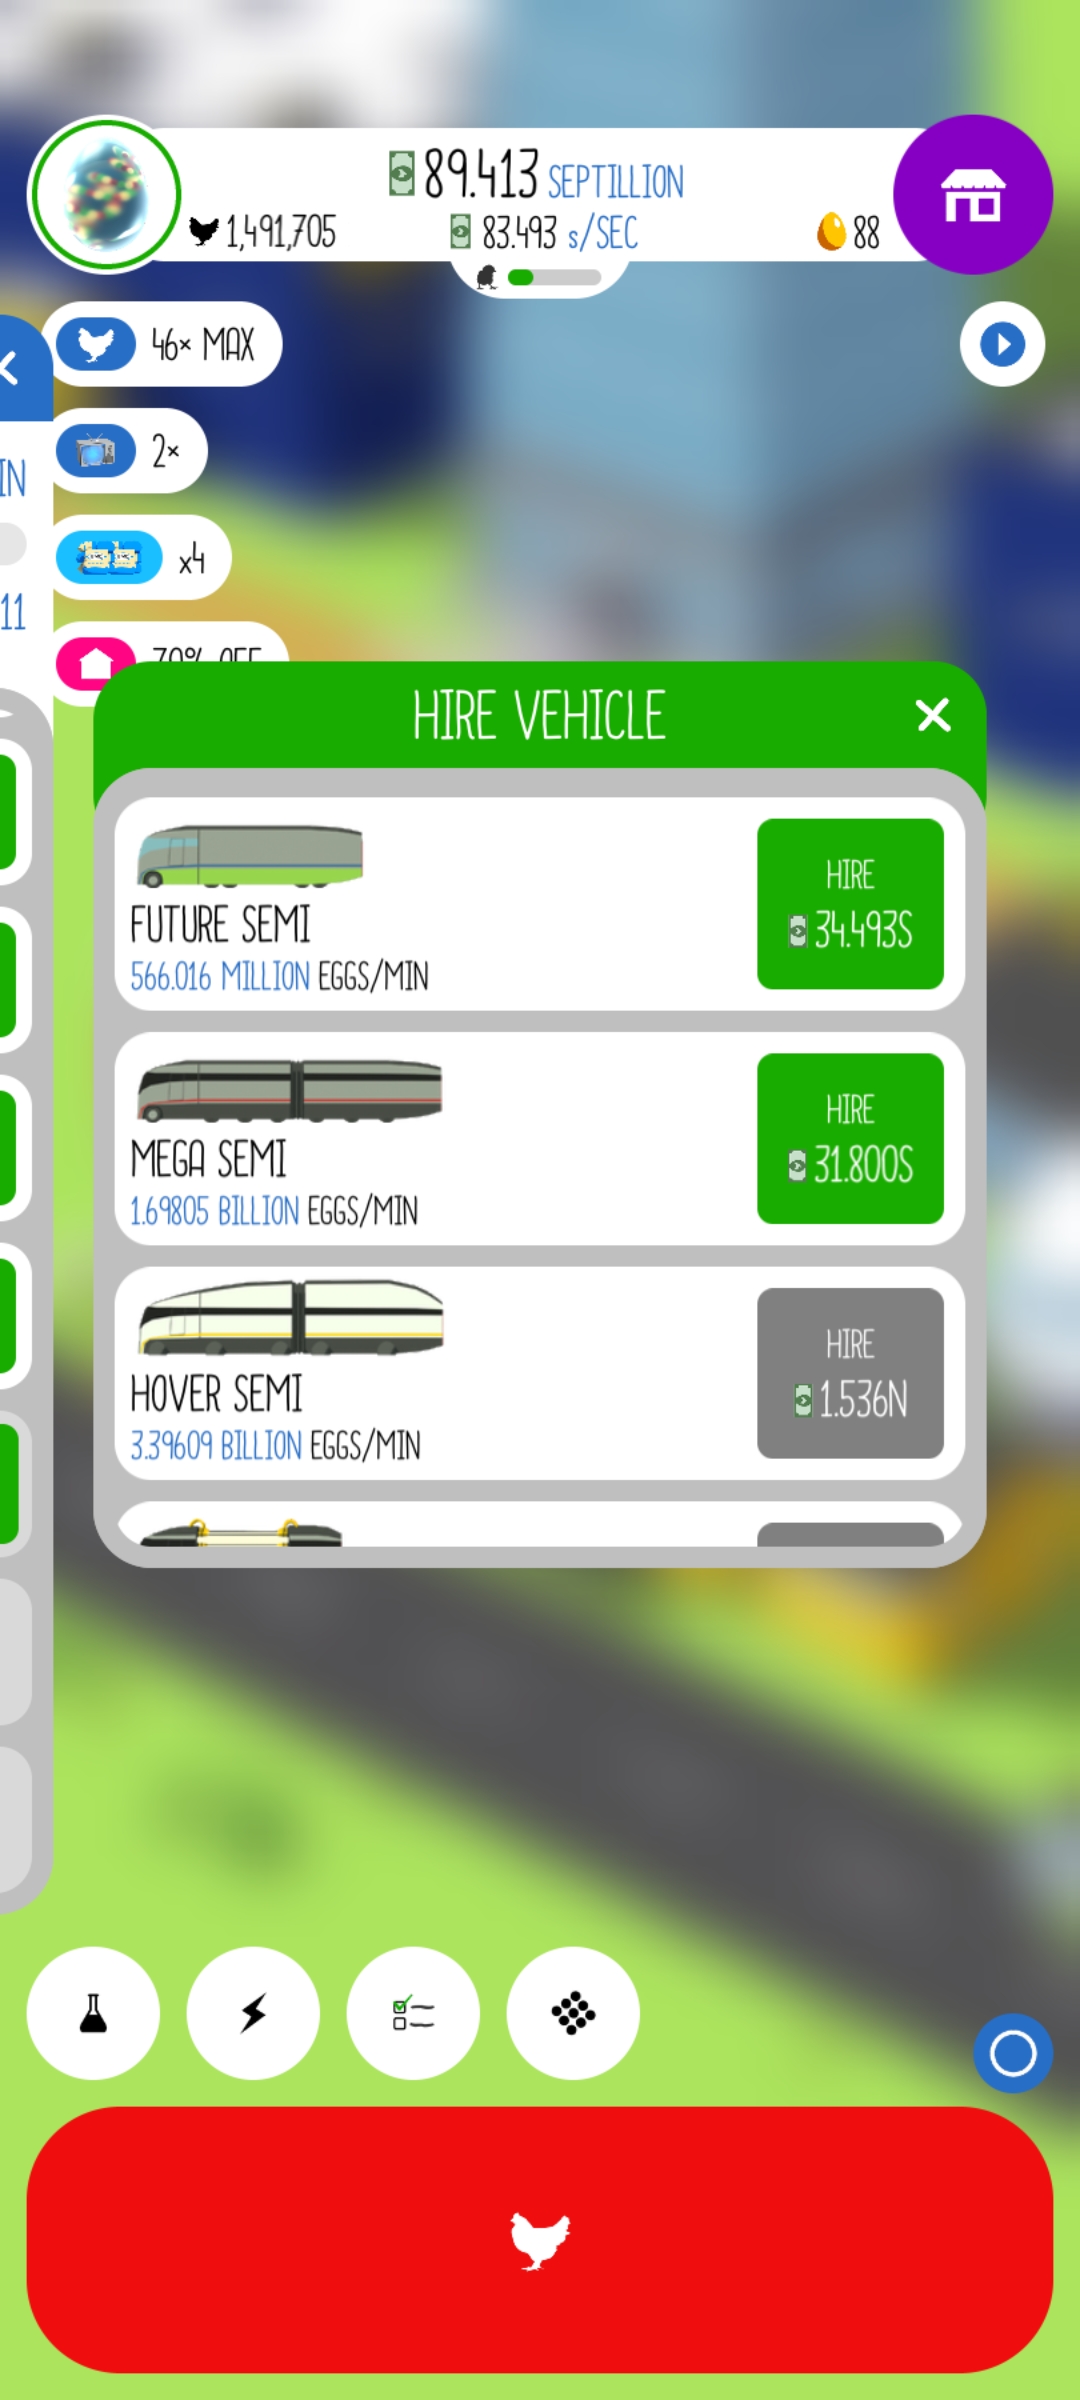 89.413 SEPTILLION
1,491,705
83.493 s/SEC
88
46× MAX
2×
IN
x4
11
70% OFF
HIRE VEHICLE
HIRE
34.493S
FUTURE SEMI
566.016 MILLION EGGS/MIN
HIRE
31.800S
MEGA SEMI
1.69805 BILLION EGGS/MIN
HIRE
1.536N
HOVER SEMI
3.39609 BILLION EGGS/MIN